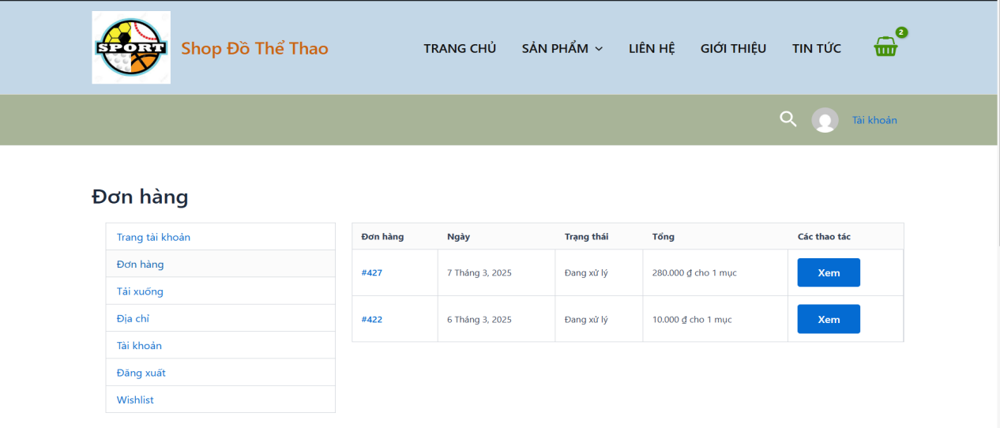 SPORT
Shop Đồ Thể Thao
TRANG CHỦ SẢN PHẨM LIÊN HỆ GIỚI THIỆU TIN TỨC 2
Tài khoản
Đơn hàng
Trang tài khoản
Đơn hàng
Tải xuống
Địa chỉ
Tài khoản
Đăng xuất
Wishlist
Đơn hàng Ngày Trạng thái Tổng Các thao tác
#427 7 Tháng 3, 2025 Đang xử lý 280.000 ₫ cho 1 mục Xem
#422 6 Tháng 3, 2025 Đang xử lý 10.000 ₫ cho 1 mục Xem